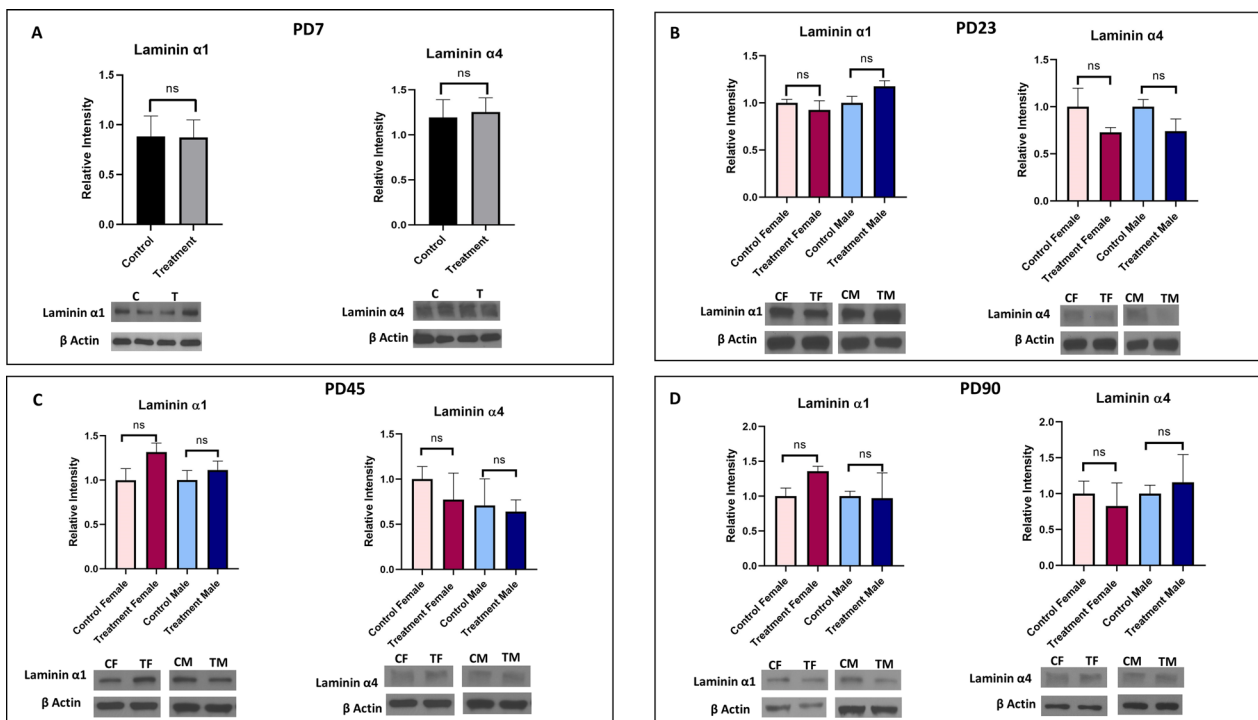 A
PD7
Laminin α1
Relative Intensity
1.5
1.0
0.5
0.0
ns
Control
Treatment
C T
Laminin α1
β Actin
Laminin α4
Relative Intensity
1.5
1.0
0.5
0.0
ns
Control
Treatment
C T
Laminin α4
β Actin
B
PD23
Laminin α1
Relative Intensity
1.5
1.0
0.5
0.0
ns
ns
Control Female
Treatment Female
Control Male
Treatment Male
CF TF CM TM
Laminin α1
β Actin
Laminin α4
Relative Intensity
1.5
1.0
0.5
0.0
ns
ns
Control Female
Treatment Female
Control Male
Treatment Male
CF TF CM TM
Laminin α4
β Actin
C
PD45
Laminin α1
Relative Intensity
1.5
1.0
0.5
0.0
ns
ns
Control Female
Treatment Female
Control Male
Treatment Male
CF TF CM TM
Laminin α1
β Actin
Laminin α4
Relative Intensity
1.5
1.0
0.5
0.0
ns
ns
Control Female
Treatment Female
Control Male
Treatment Male
CF TF CM TM
Laminin α4
β Actin
D
PD90
Laminin α1
Relative Intensity
2.0
1.5
1.0
0.5
0.0
ns
ns
Control Female
Treatment Female
Control Male
Treatment Male
CF TF CM TM
Laminin α1
β Actin
Laminin α4
Relative Intensity
2.0
1.5
1.0
0.5
0.0
ns
ns
Control Female
Treatment Female
Control Male
Treatment Male
CF TF CM TM
Laminin α4
β Actin